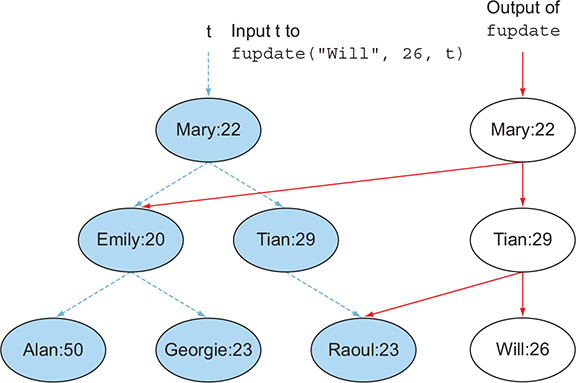 t
Input t to
fupdate("Will", 26, t)
Output of
fupdate
Mary:22
Mary:22
Emily:20
Tian:29
Tian:29
Alan:50
Georgie:23
Raoul:23
Will:26